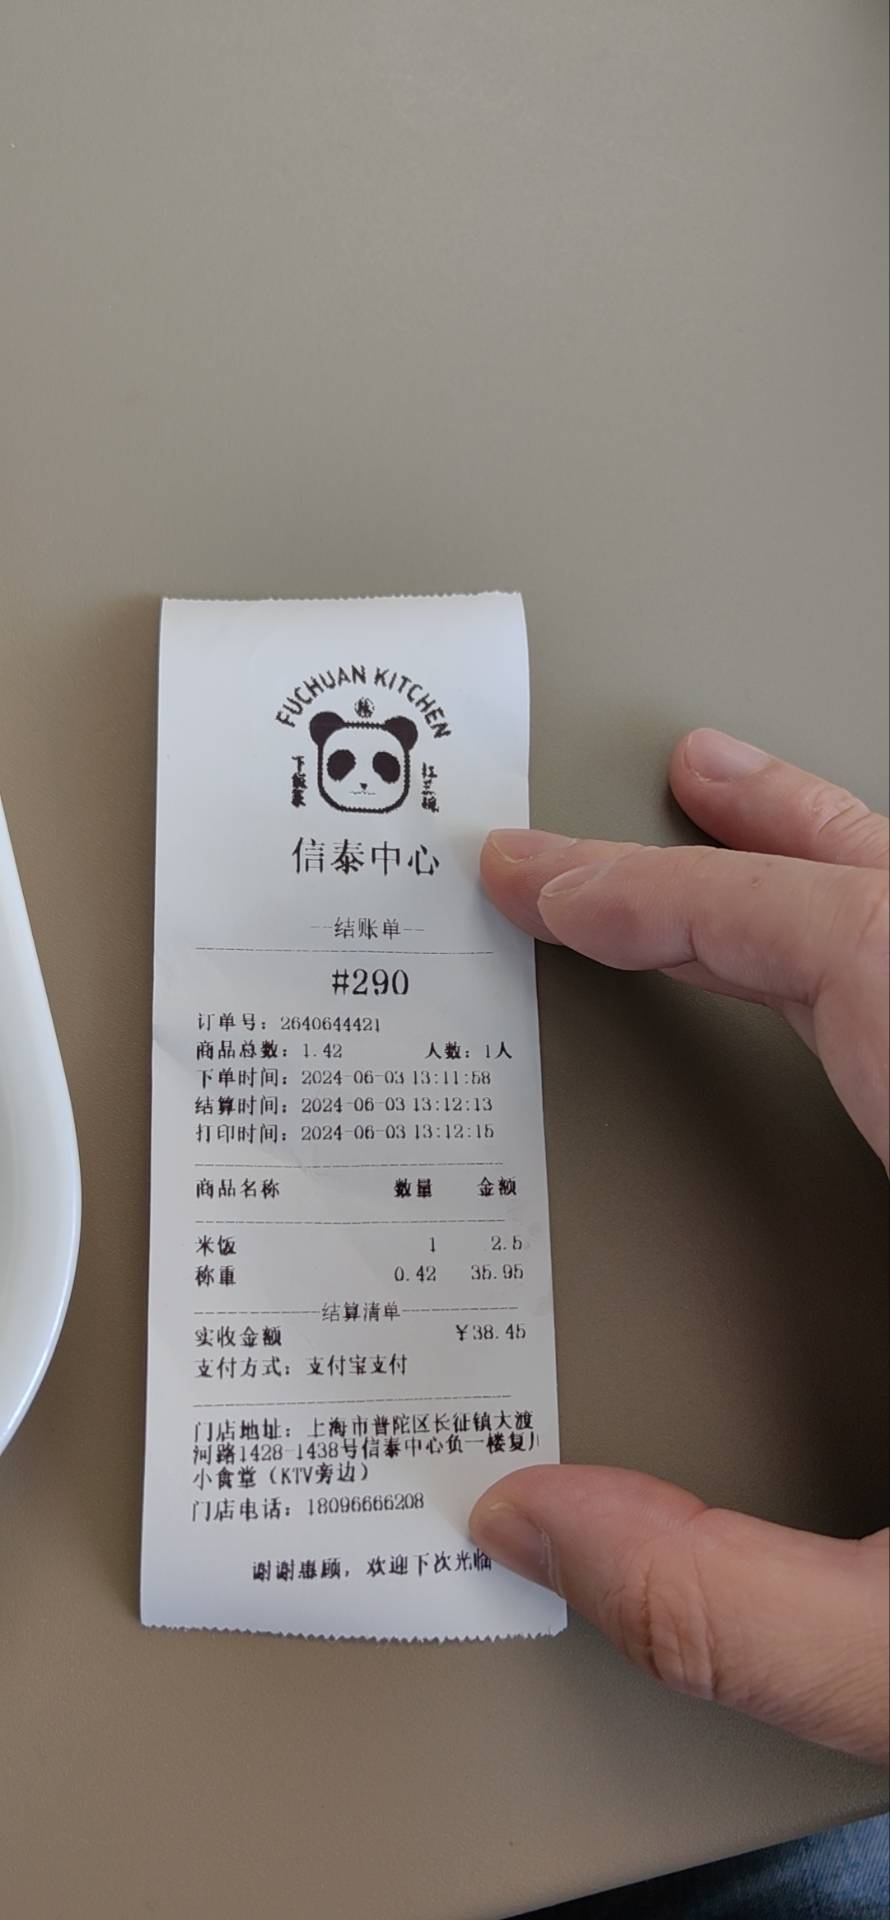 FUCHUAN KITCHEN
下饭菜
信泰中心
--结账单--
#290
订单号：2640644421
商品总数：1.42 人数：1人
下单时间：2024-06-03 13:11:58
结算时间：2024-06-03 13:12:13
打印时间：2024-06-03 13:12:15
商品名称 数量 金额
米饭 1 2.5
称重 0.42 35.95
结算清单
实收金额 ￥38.45
支付方式：支付宝支付
门店地址：上海市普陀区长征镇大渡
河路1428-1438号信泰中心负一楼复川
小食堂（KTV旁边）
门店电话：18096666208
谢谢惠顾，欢迎下次光临